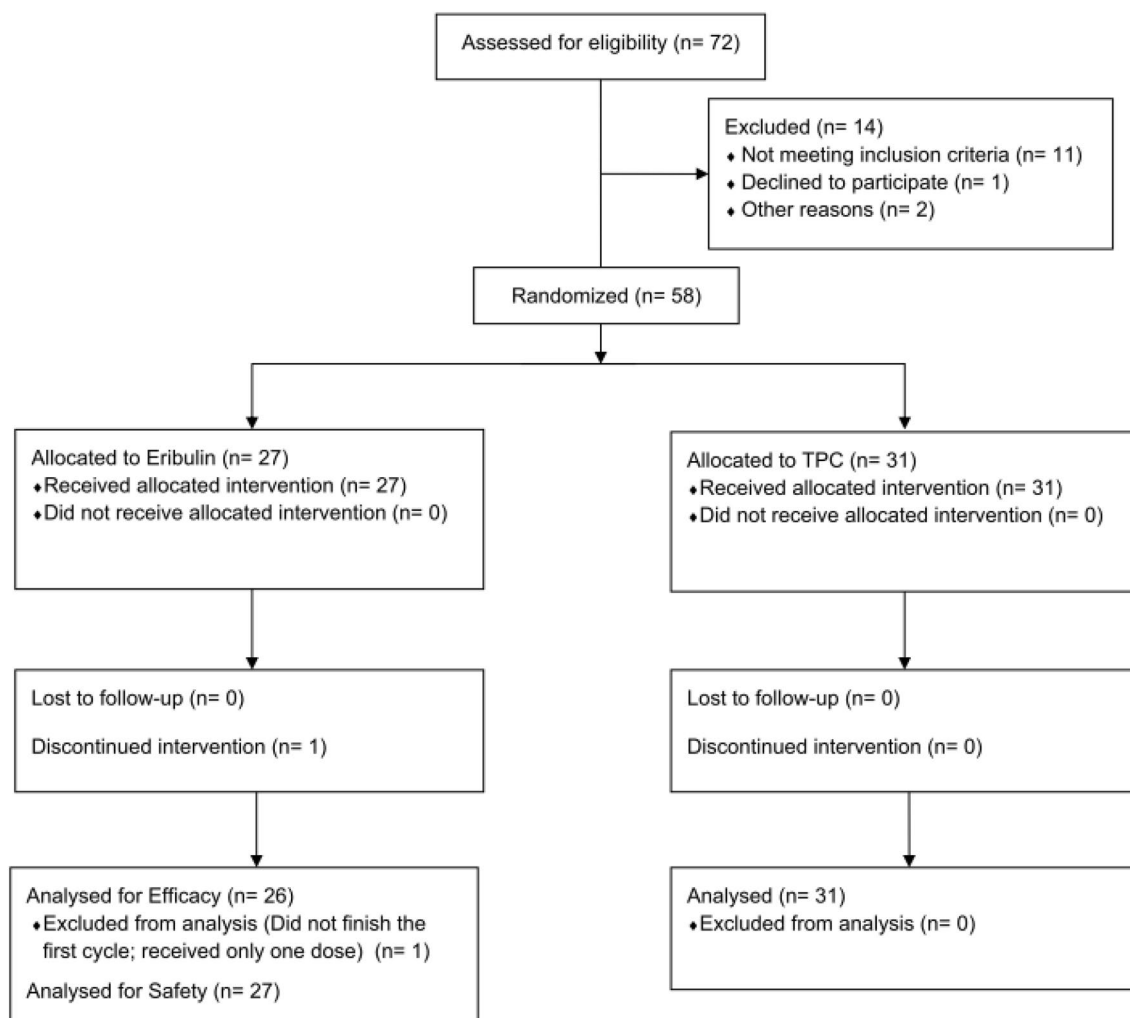 Assessed for eligibility (n= 72)
Excluded (n= 14)
♦ Not meeting inclusion criteria (n= 11)
♦ Declined to participate (n= 1)
♦ Other reasons (n= 2)
Randomized (n= 58)
Allocated to Eribulin (n= 27)
♦Received allocated intervention (n= 27)
♦Did not receive allocated intervention (n= 0)
Allocated to TPC (n= 31)
♦Received allocated intervention (n= 31)
♦Did not receive allocated intervention (n= 0)
Lost to follow-up (n= 0)
Discontinued intervention (n= 1)
Lost to follow-up (n= 0)
Discontinued intervention (n= 0)
Analysed for Efficacy (n= 26)
♦Excluded from analysis (Did not finish the
first cycle; received only one dose) (n= 1)
Analysed for Safety (n= 27)
Analysed (n= 31)
♦Excluded from analysis (n= 0)